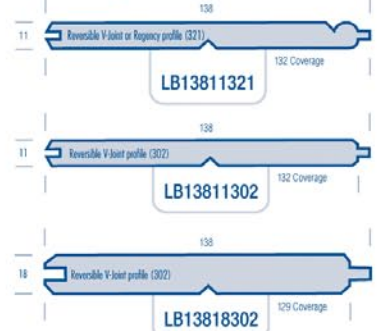 138
11
Reversible V-Joint or Regency profile (321)
132 Coverage
LB13811321
138
11
Reversible V-Joint profile (302)
132 Coverage
LB13811302
138
18
Reversible V-Joint profile (302)
129 Coverage
LB13818302